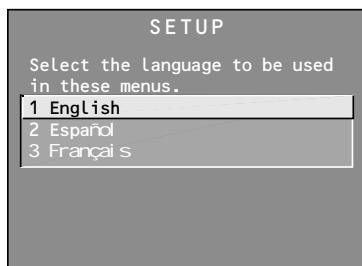 SETUP
Select the language to be used
in these menus.
1 English
2 Español
3 Français